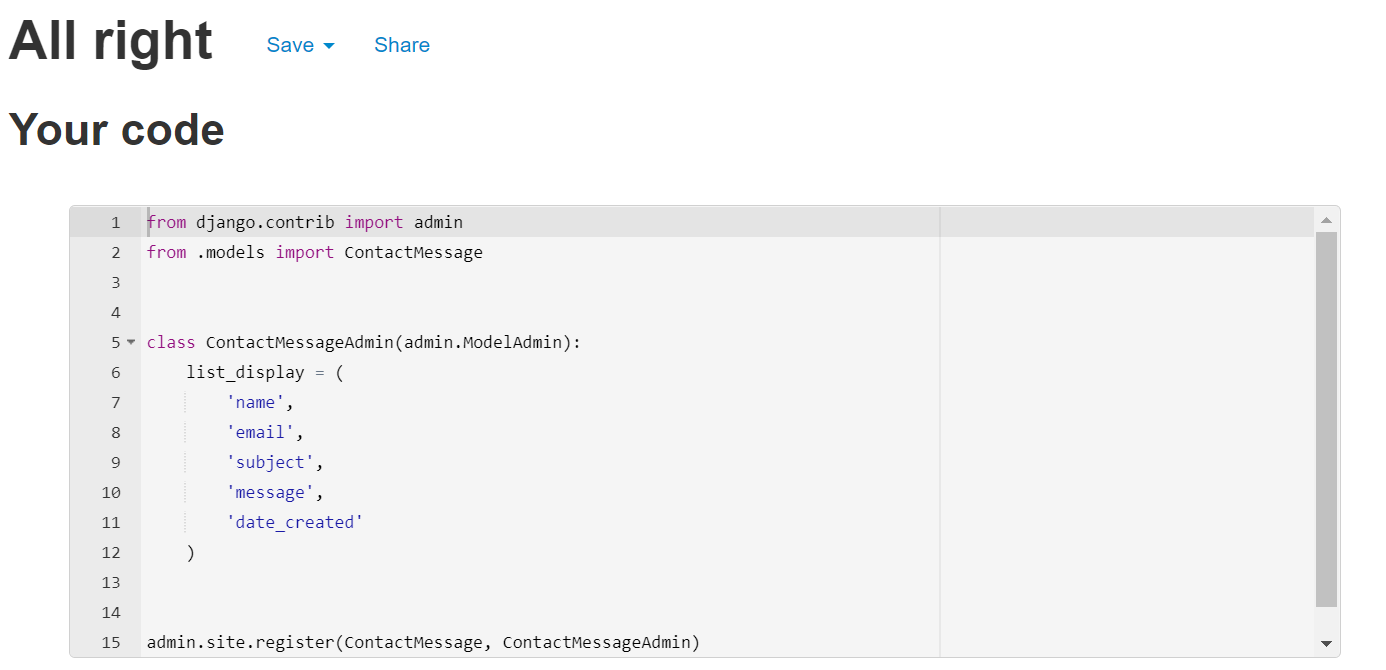 All right Save Share
Your code
1 from django.contrib import admin
2 from .models import ContactMessage
3
4
5 class ContactMessageAdmin(admin.ModelAdmin):
6     list_display = (
7         'name',
8         'email',
9         'subject',
10         'message',
11         'date_created'
12     )
13
14
15 admin.site.register(ContactMessage, ContactMessageAdmin)